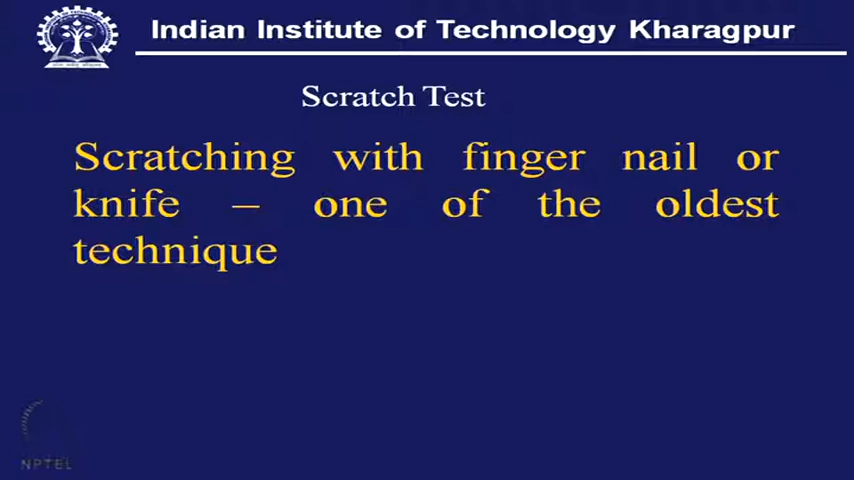 Indian Institute of Technology Kharagpur
Scratch Test
Scratching with finger nail or
knife – one of the oldest
technique
NPTEL